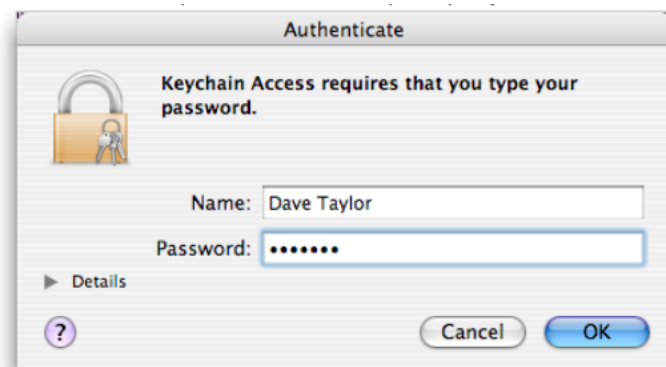 Authenticate
Keychain Access requires that you type your
password.
Name: Dave Taylor
Password: •••••••
Details
?
Cancel OK